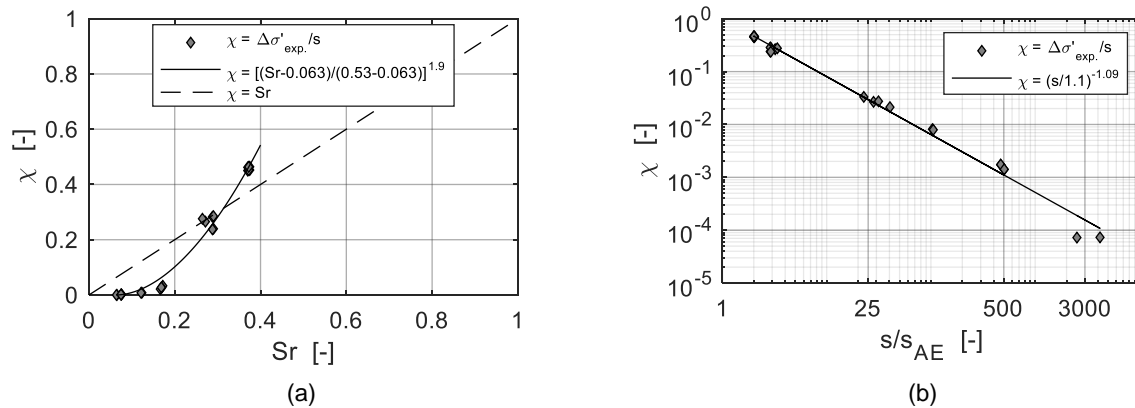 1
0.8
0.6
0.4
0.2
0
χ [-]
χ = Δσ'exp./s
χ = [(Sr-0.063)/(0.53-0.063)]^1.9
χ = Sr
0 0.2 0.4 0.6 0.8 1
Sr [-]
(a)
10^0
10^-1
10^-2
10^-3
10^-4
10^-5
χ [-]
χ = Δσ'exp./s
χ = (s/1.1)^-1.09
1 25 500 3000
s/sAE [-]
(b)